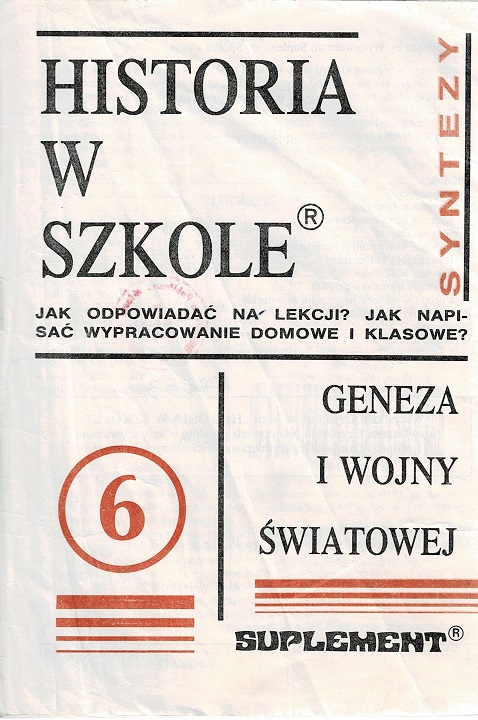 HISTORIA
W
SZKOLE®
SYNTEZY
JAK ODPOWIADAĆ NA LEKCJI? JAK NAPI-
SAĆ WYPRACOWANIE DOMOWE I KLASOWE?
GENEZA
I WOJNY
ŚWIATOWEJ
6
SUPLEMENT®